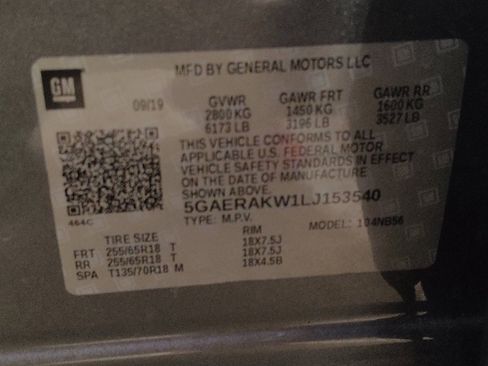 GM
MFD BY GENERAL MOTORS LLC
09/19
GVWR GAWR FRT GAWR RR
2800 KG 1450 KG 1600 KG
6173 LB 3196 LB 3527 LB
THIS VEHICLE CONFORMS TO ALL
APPLICABLE U.S. FEDERAL MOTOR
VEHICLE SAFETY STANDARDS IN EFFECT
ON THE DATE OF MANUFACTURE
SHOWN ABOVE.
5GAERAKW1LJ153540
464C
TYPE: M.P.V. MODEL: 134NB56
TIRE SIZE RIM
FRT 255/65R18 T 18X7.5J
RR 255/65R18 T 18X7.5J
SPA T135/70R18 M 18X4.5B